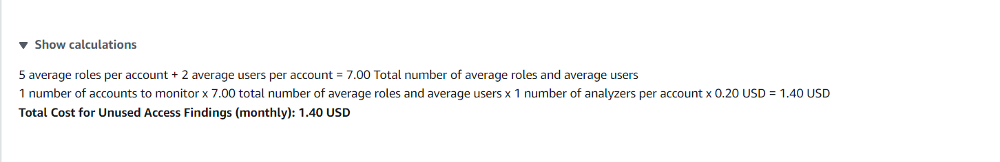 ▼ Show calculations
5 average roles per account + 2 average users per account = 7.00 Total number of average roles and average users
1 number of accounts to monitor x 7.00 total number of average roles and average users x 1 number of analyzers per account x 0.20 USD = 1.40 USD
Total Cost for Unused Access Findings (monthly): 1.40 USD